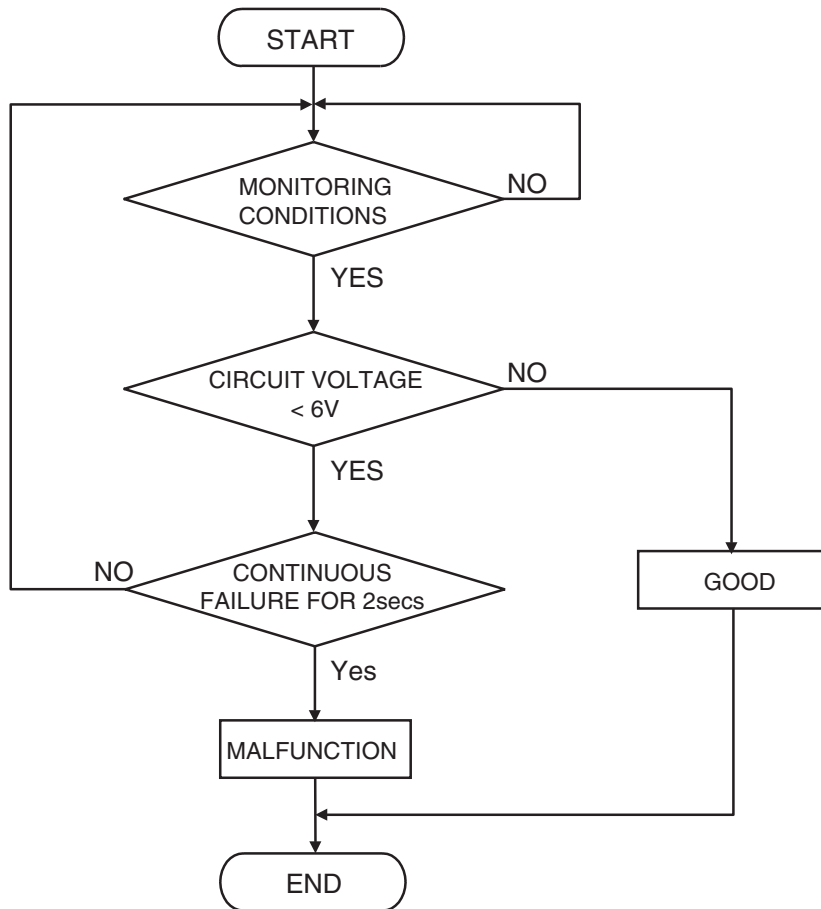 START
MONITORING
CONDITIONS
NO
YES
CIRCUIT VOLTAGE
< 6V
NO
YES
CONTINUOUS
FAILURE FOR 2secs
NO
GOOD
Yes
MALFUNCTION
END